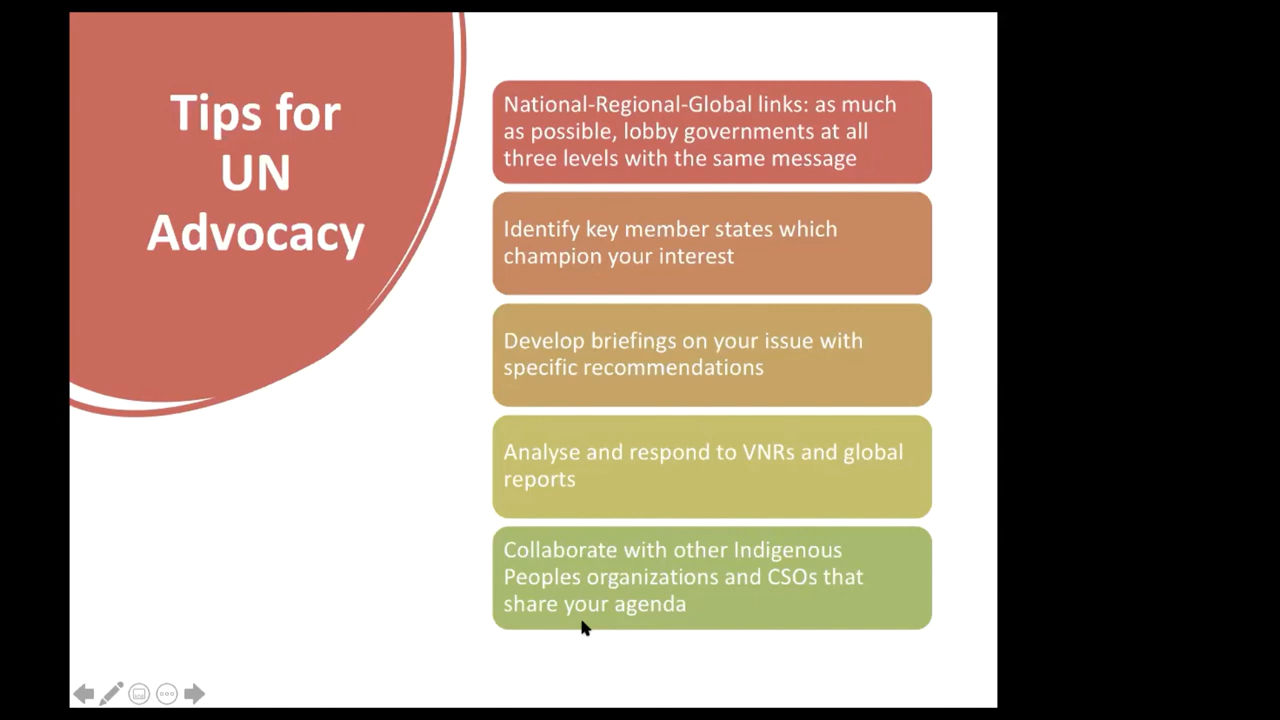 Tips for
UN
Advocacy
National-Regional-Global links: as much
as possible, lobby governments at all
three levels with the same message
Identify key member states which
champion your interest
Develop briefings on your issue with
specific recommendations
Analyse and respond to VNRs and global
reports
Collaborate with other Indigenous
Peoples organizations and CSOs that
share your agenda